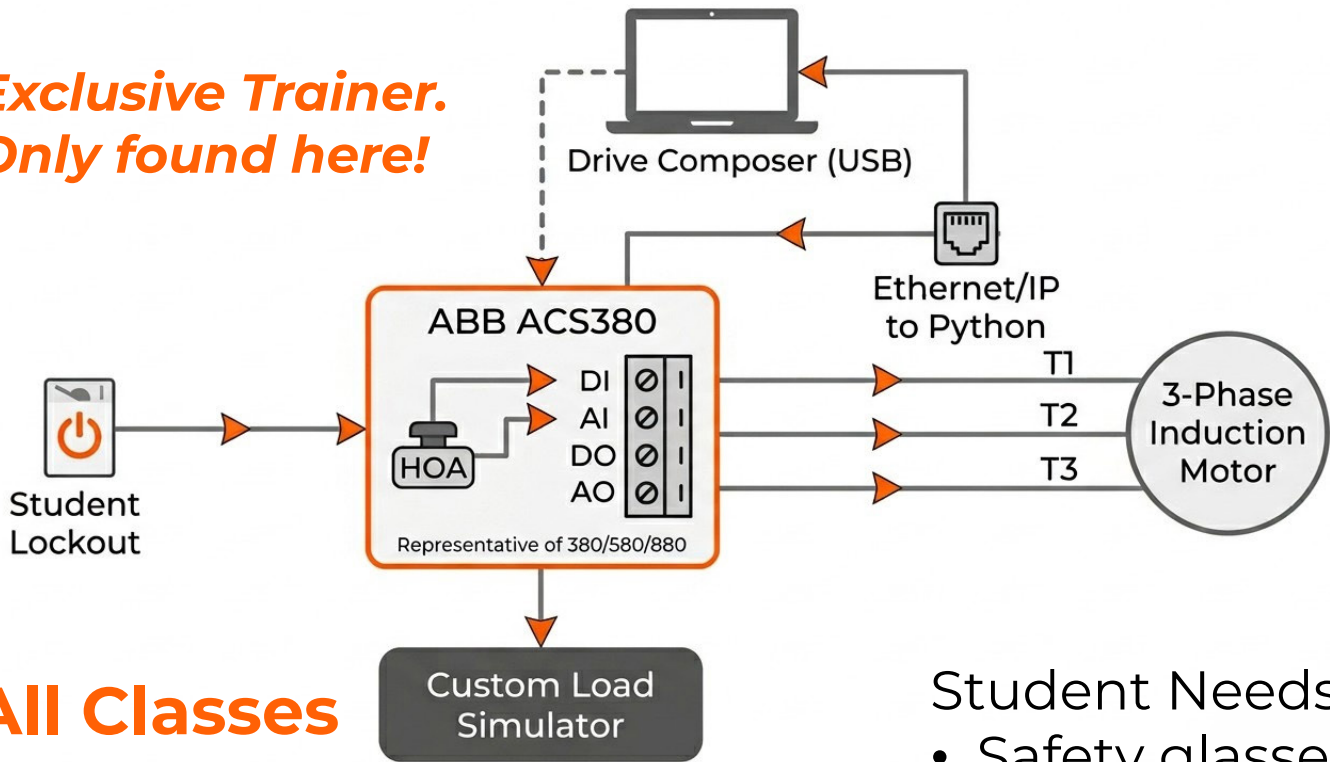 Exclusive Trainer.
Only found here!
Drive Composer (USB)
Ethernet/IP
to Python
ABB ACS380
DI
AI
DO
AO
HOA
Representative of 380/580/880
Student
Lockout
T1
T2
T3
3-Phase
Induction
Motor
Custom Load
Simulator
All Classes
Student Needs
• Safety glasse